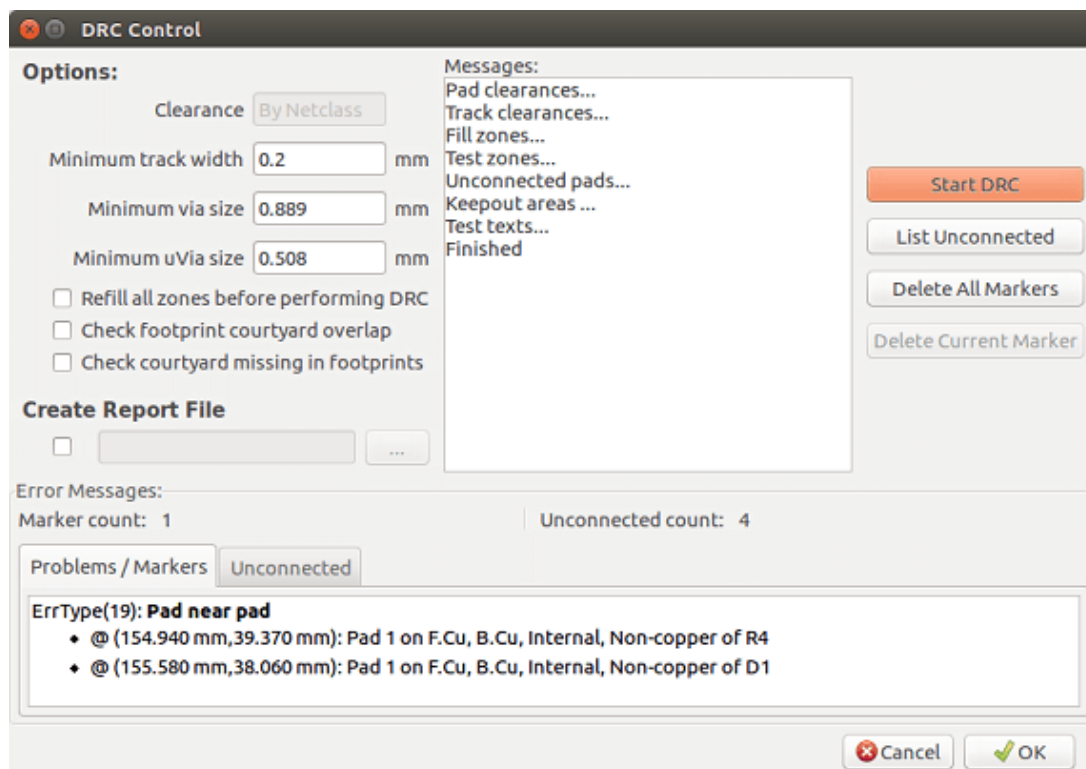 DRC Control
Options:
Clearance By Netclass
Minimum track width 0.2 mm
Minimum via size 0.889 mm
Minimum uVia size 0.508 mm
Refill all zones before performing DRC
Check footprint courtyard overlap
Check courtyard missing in footprints
Create Report File
...
Messages:
Pad clearances...
Track clearances...
Fill zones...
Test zones...
Unconnected pads...
Keepout areas ...
Test texts...
Finished
Start DRC
List Unconnected
Delete All Markers
Delete Current Marker
Error Messages:
Marker count: 1 Unconnected count: 4
Problems / Markers Unconnected
ErrType(19): Pad near pad
• @ (154.940 mm,39.370 mm): Pad 1 on F.Cu, B.Cu, Internal, Non-copper of R4
• @ (155.580 mm,38.060 mm): Pad 1 on F.Cu, B.Cu, Internal, Non-copper of D1
Cancel OK